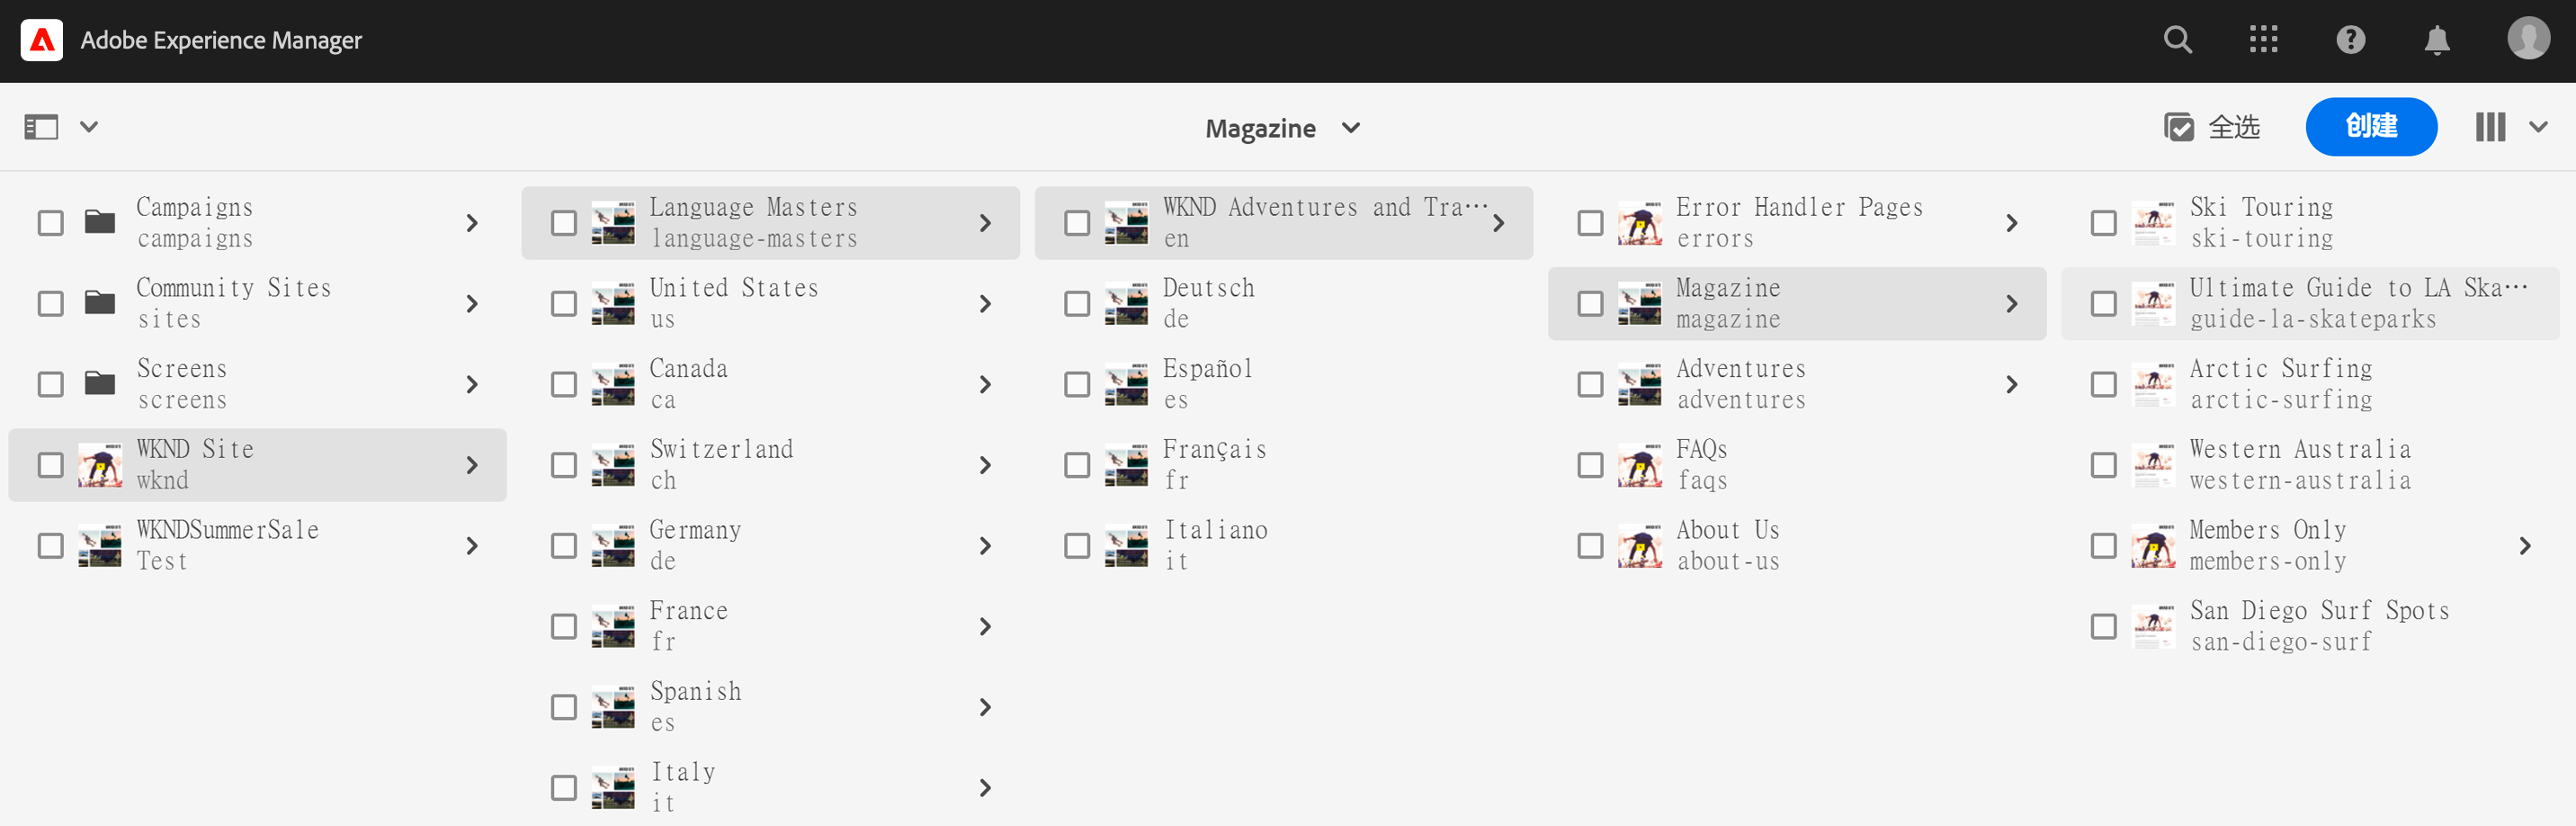 Adobe Experience Manager
Magazine
全选
创建
Campaigns
campaigns
Community Sites
sites
Screens
screens
WKND Site
wknd
WKNDSummerSale
Test
Language Masters
language-masters
United States
us
Canada
ca
Switzerland
ch
Germany
de
France
fr
Spanish
es
Italy
it
WKND Adventures and Tra…
en
Deutsch
de
Español
es
Français
fr
Italiano
it
Error Handler Pages
errors
Magazine
magazine
Adventures
adventures
FAQs
faqs
About Us
about-us
Ski Touring
ski-touring
Ultimate Guide to LA Ska…
guide-la-skateparks
Arctic Surfing
arctic-surfing
Western Australia
western-australia
Members Only
members-only
San Diego Surf Spots
san-diego-surf